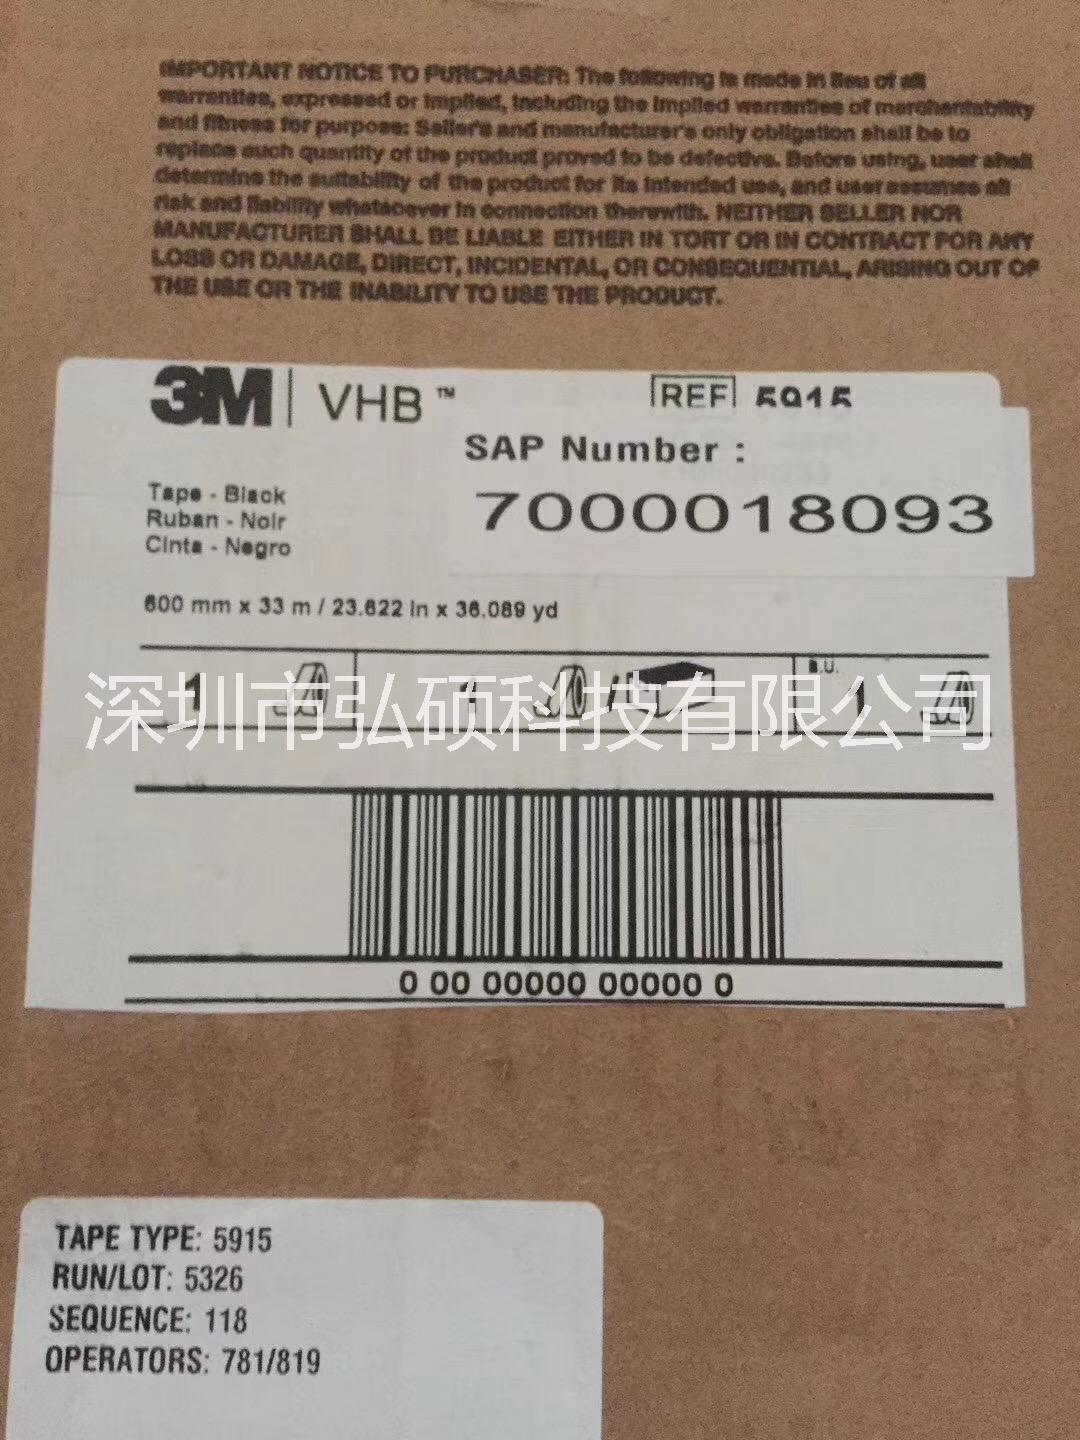 IMPORTANT NOTICE TO PURCHASER: The following is made in lieu of all
warranties, expressed or implied, including the implied warranties of merchantability
and fitness for purpose: Seller's and manufacturer's only obligation shall be to
replace such quantity of the product proved to be defective. Before using, user shall
determine the suitability of the product for its intended use, and user assumes all
risk and liability whatsoever in connection therewith. NEITHER SELLER NOR
MANUFACTURER SHALL BE LIABLE EITHER IN TORT OR IN CONTRACT FOR ANY
LOSS OR DAMAGE, DIRECT, INCIDENTAL, OR CONSEQUENTIAL, ARISING OUT OF
THE USE OR THE INABILITY TO USE THE PRODUCT.
3M VHB™ REF 5915
SAP Number :
7000018093
Tape - Black
Ruban - Noir
Cinta - Negro
600 mm x 33 m / 23.622 in x 36.089 yd
1 1 / S.U. 1
深圳市弘硕科技有限公司
0 00 00000 00000 0
TAPE TYPE: 5915
RUN/LOT: 5326
SEQUENCE: 118
OPERATORS: 781/819